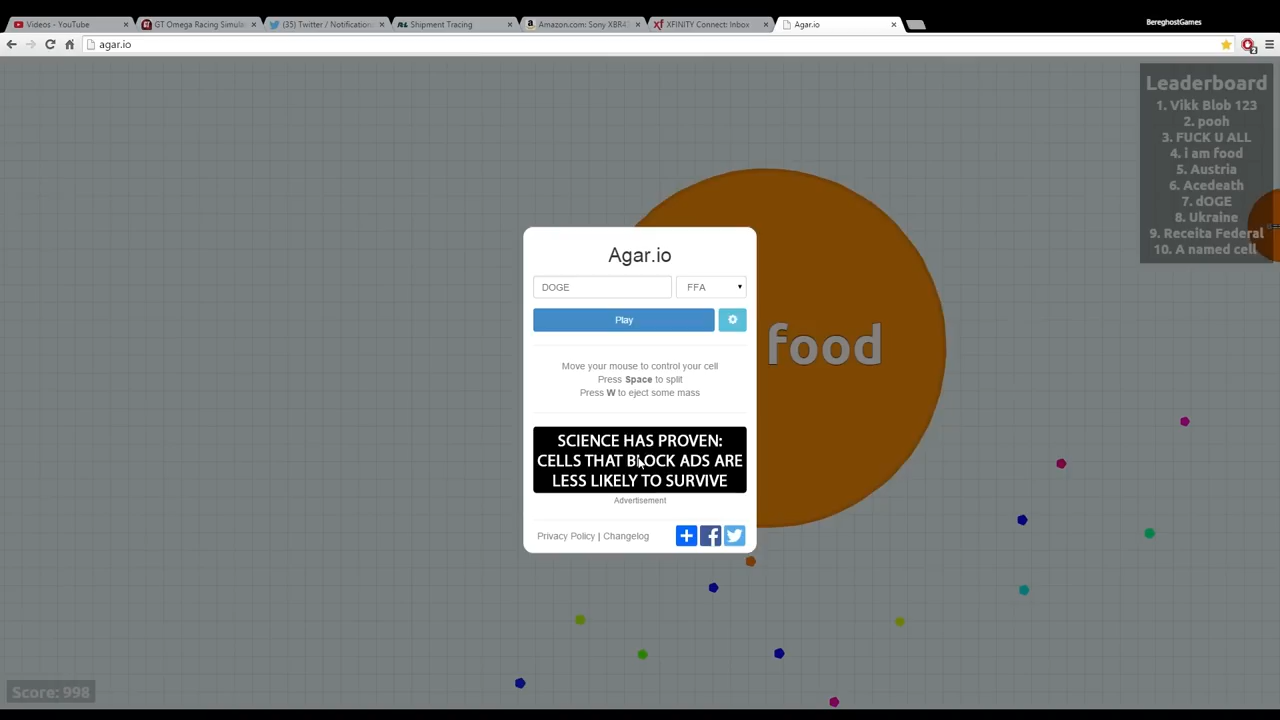 Videos - YouTube
GT Omega Racing Simula
(35) Twitter / Notification
Shipment Tracing
Amazon.com: Sony XBR4
XFINITY Connect: Inbox
Agar.io
BereghostGames
agar.io
2
Leaderboard
1. Vikk Blob 123
2. pooh
3. FUCK U ALL
4. i am food
5. Austria
6. Acedeath
7. dOGE
8. Ukraine
9. Receita Federal
10. A named cell
food
Agar.io
DOGE
FFA
Play
Move your mouse to control your cell
Press Space to split
Press W to eject some mass
SCIENCE HAS PROVEN:
CELLS THAT BLOCK ADS ARE
LESS LIKELY TO SURVIVE
Advertisement
Privacy Policy | Changelog
Score: 998